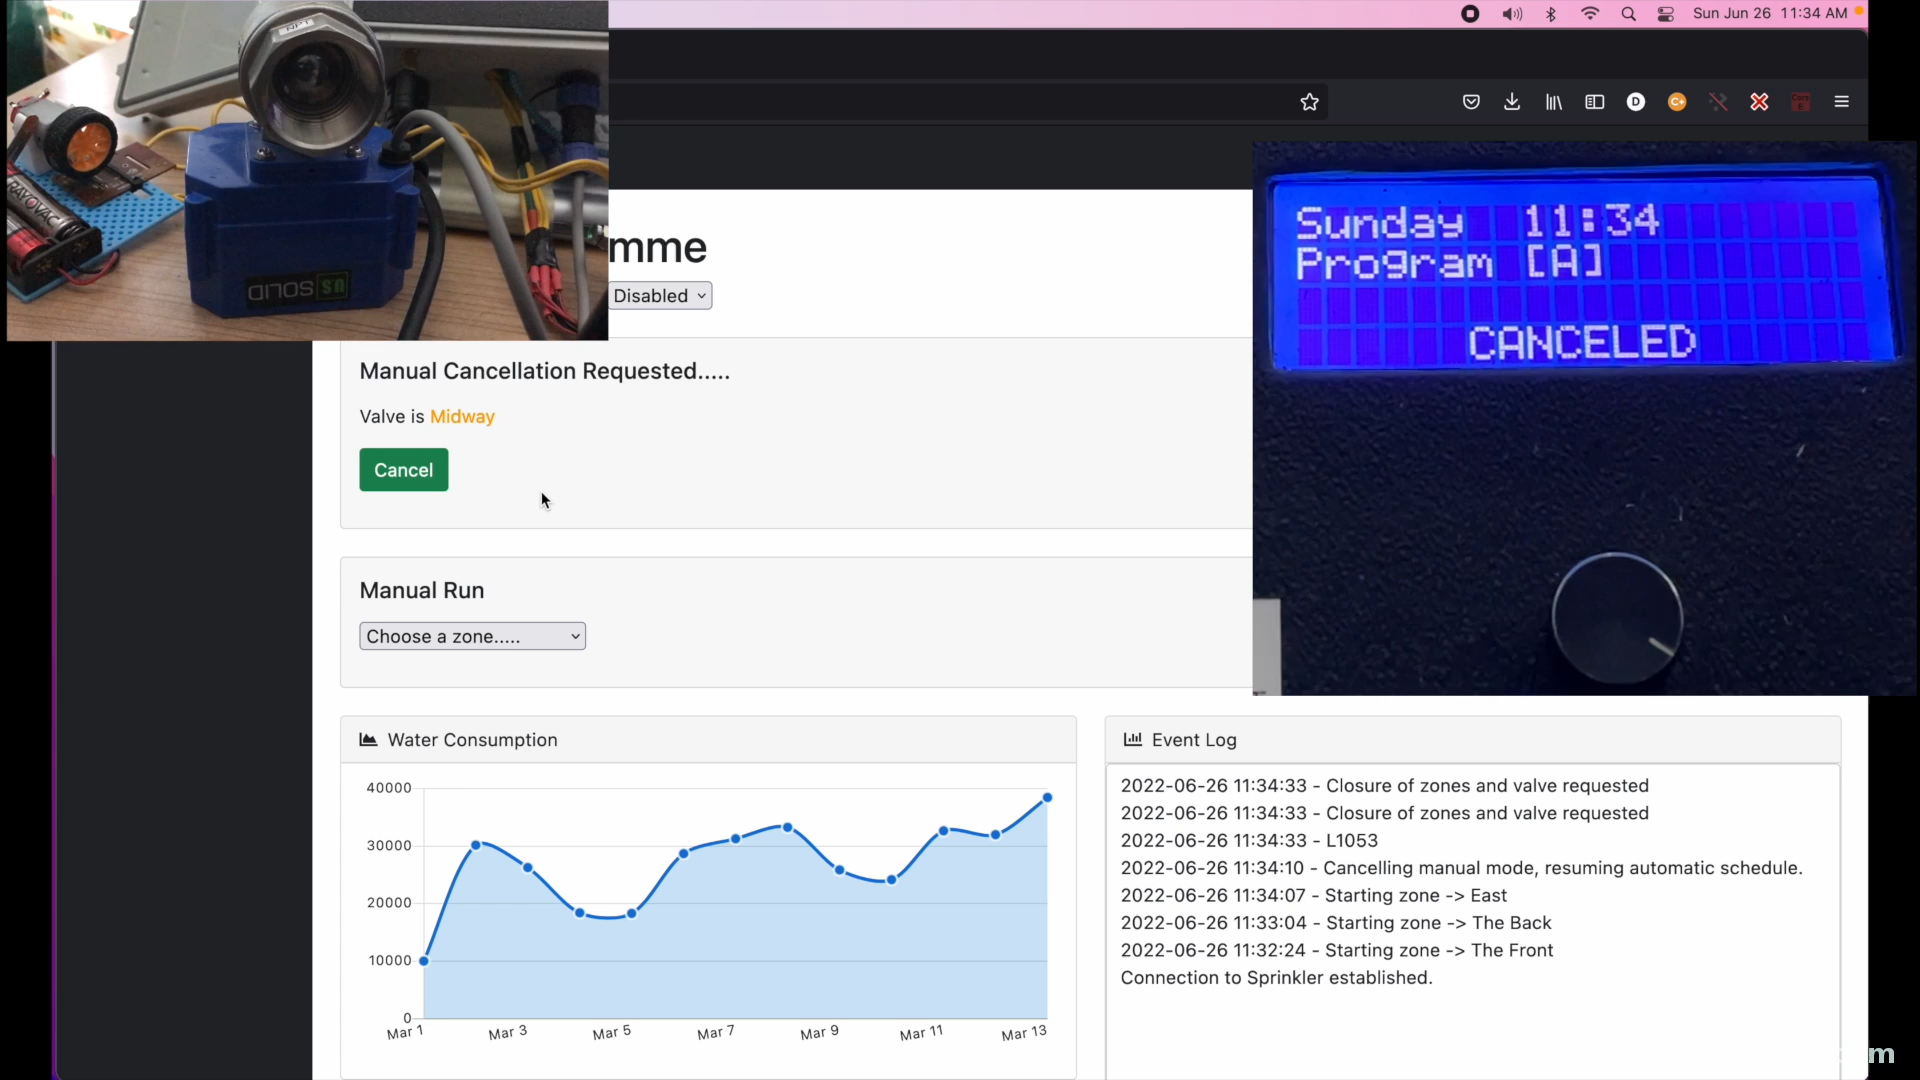 Sun Jun 26 11:34 AM
NPT
RAYOVAC
US SOLID
mme
Disabled
Sunday 11:34
Program [A]
CANCELED
Manual Cancellation Requested.....
Valve is Midway
Cancel
Manual Run
Choose a zone.....
Water Consumption
40000
30000
20000
10000
0
Mar 1 Mar 3 Mar 5 Mar 7 Mar 9 Mar 11 Mar 13
Event Log
2022-06-26 11:34:33 - Closure of zones and valve requested
2022-06-26 11:34:33 - Closure of zones and valve requested
2022-06-26 11:34:33 - L1053
2022-06-26 11:34:10 - Cancelling manual mode, resuming automatic schedule.
2022-06-26 11:34:07 - Starting zone -> East
2022-06-26 11:33:04 - Starting zone -> The Back
2022-06-26 11:32:24 - Starting zone -> The Front
Connection to Sprinkler established.